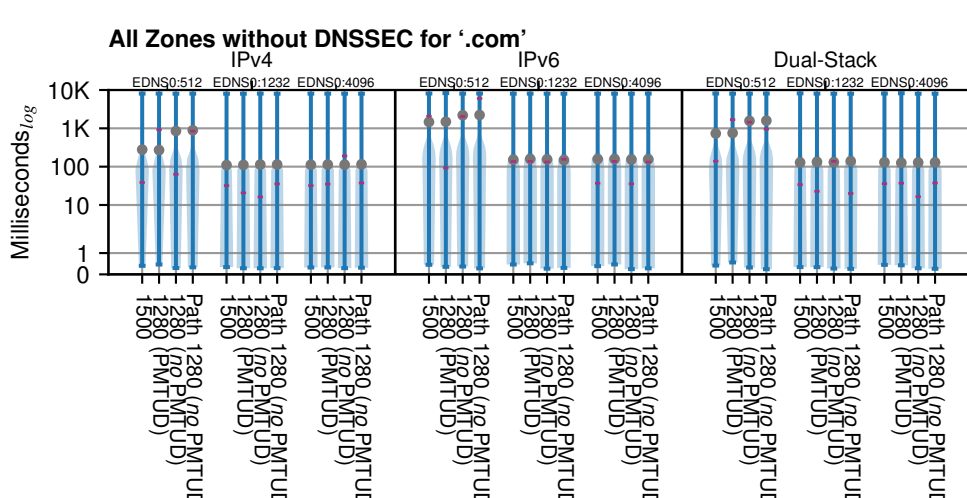 All Zones without DNSSEC for ‘.com’
IPv4
IPv6
Dual-Stack
EDNS0:512
EDNS0:1232
EDNS0:4096
EDNS0:512
EDNS0:1232
EDNS0:4096
EDNS0:512
EDNS0:1232
EDNS0:4096
10K
1K
100
10
1
0
Milliseconds log
1500
1280 (PMTUD)
1280 (no PMTUD)
Path 1280 (no PMTUD
1500
1280 (PMTUD)
1280 (no PMTUD)
Path 1280 (no PMTUD
1500
1280 (PMTUD)
1280 (no PMTUD)
Path 1280 (no PMTUD
1500
1280 (PMTUD)
1280 (no PMTUD)
Path 1280 (no PMTUD
1500
1280 (PMTUD)
1280 (no PMTUD)
Path 1280 (no PMTUD
1500
1280 (PMTUD)
1280 (no PMTUD)
Path 1280 (no PMTUD
1500
1280 (PMTUD)
1280 (no PMTUD)
Path 1280 (no PMTUD
1500
1280 (PMTUD)
1280 (no PMTUD)
Path 1280 (no PMTUD
1500
1280 (PMTUD)
1280 (no PMTUD)
Path 1280 (no PMTUD